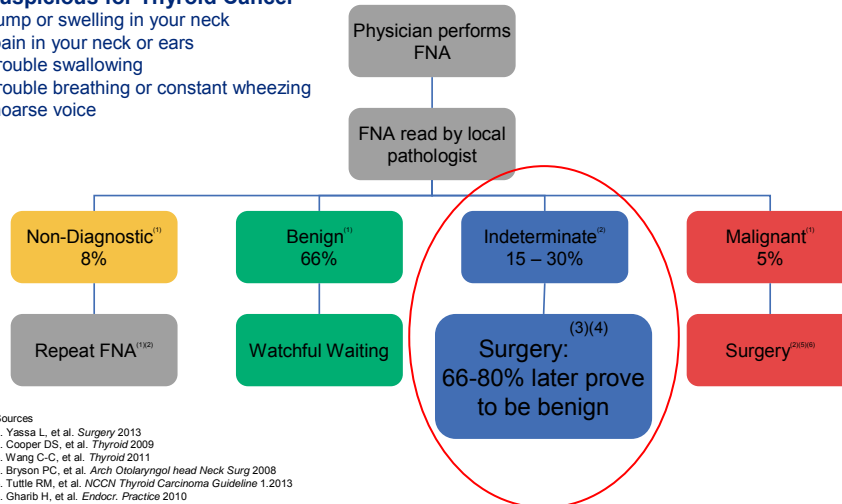 uspicious for Thyroid Cancer
ump or swelling in your neck
pain in your neck or ears
rouble swallowing
rouble breathing or constant wheezing
hoarse voice
Physician performs
FNA
FNA read by local
pathologist
Non-Diagnostic(1)
8%
Benign(1)
66%
Indeterminate(2)
15 – 30%
Malignant(1)
5%
Repeat FNA(1)(2)
Watchful Waiting
(3)(4)
Surgery:
66-80% later prove
to be benign
Surgery(2)(5)(6)
Sources
. Yassa L, et al. Surgery 2013
. Cooper DS, et al. Thyroid 2009
. Wang C-C, et al. Thyroid 2011
. Bryson PC, et al. Arch Otolaryngol head Neck Surg 2008
. Tuttle RM, et al. NCCN Thyroid Carcinoma Guideline 1.2013
. Gharib H, et al. Endocr. Practice 2010